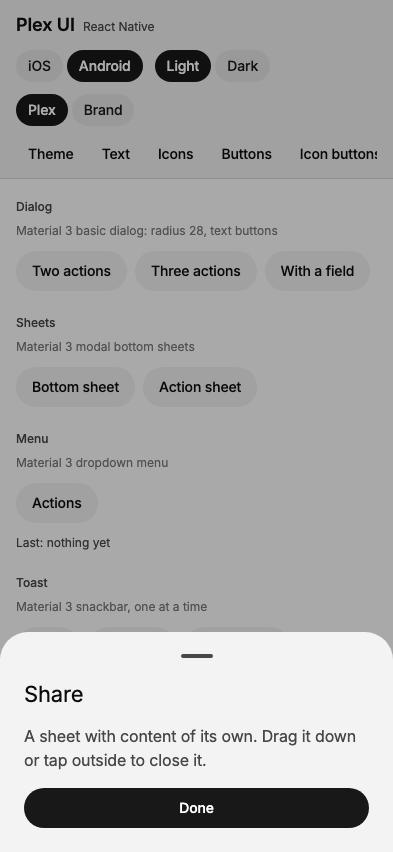 Plex UI React Native
iOS Android Light Dark
Plex Brand
Theme Text Icons Buttons Icon buttons
Dialog
Material 3 basic dialog: radius 28, text buttons
Two actions Three actions With a field
Sheets
Material 3 modal bottom sheets
Bottom sheet Action sheet
Menu
Material 3 dropdown menu
Actions
Last: nothing yet
Toast
Material 3 snackbar, one at a time
Share
A sheet with content of its own. Drag it down
or tap outside to close it.
Done